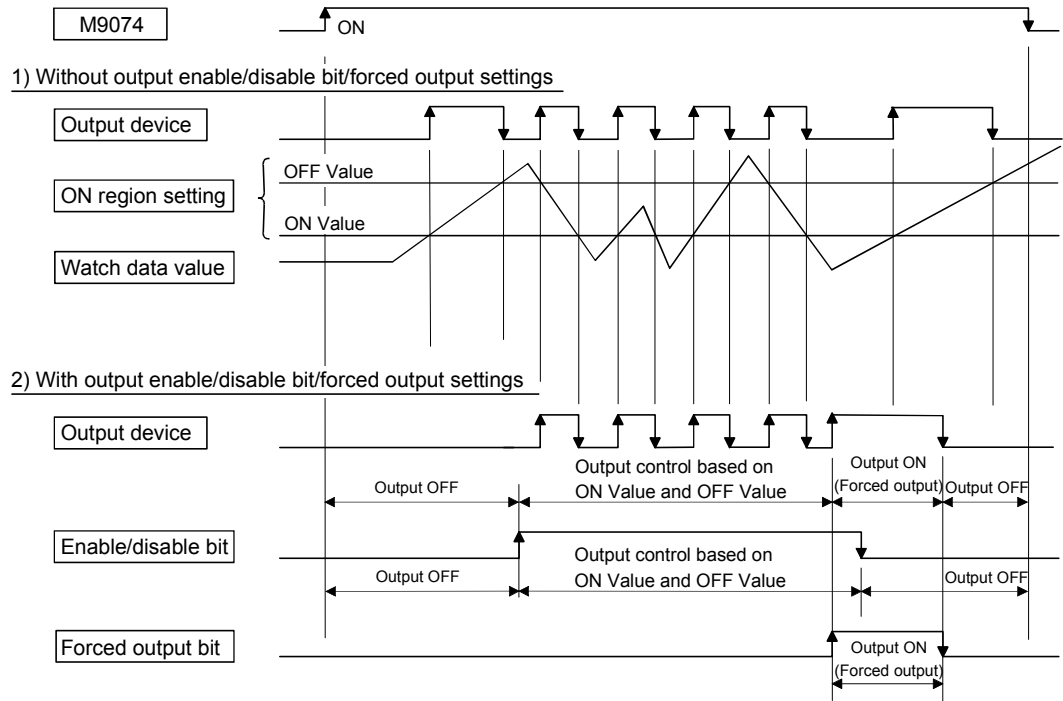 M9074
ON
1) Without output enable/disable bit/forced output settings
Output device
OFF Value
ON region setting
ON Value
Watch data value
2) With output enable/disable bit/forced output settings
Output device
Output OFF
Output control based on
ON Value and OFF Value
Output ON
(Forced output)
Output OFF
Enable/disable bit
Output OFF
Output control based on
ON Value and OFF Value
Output OFF
Forced output bit
Output ON
(Forced output)